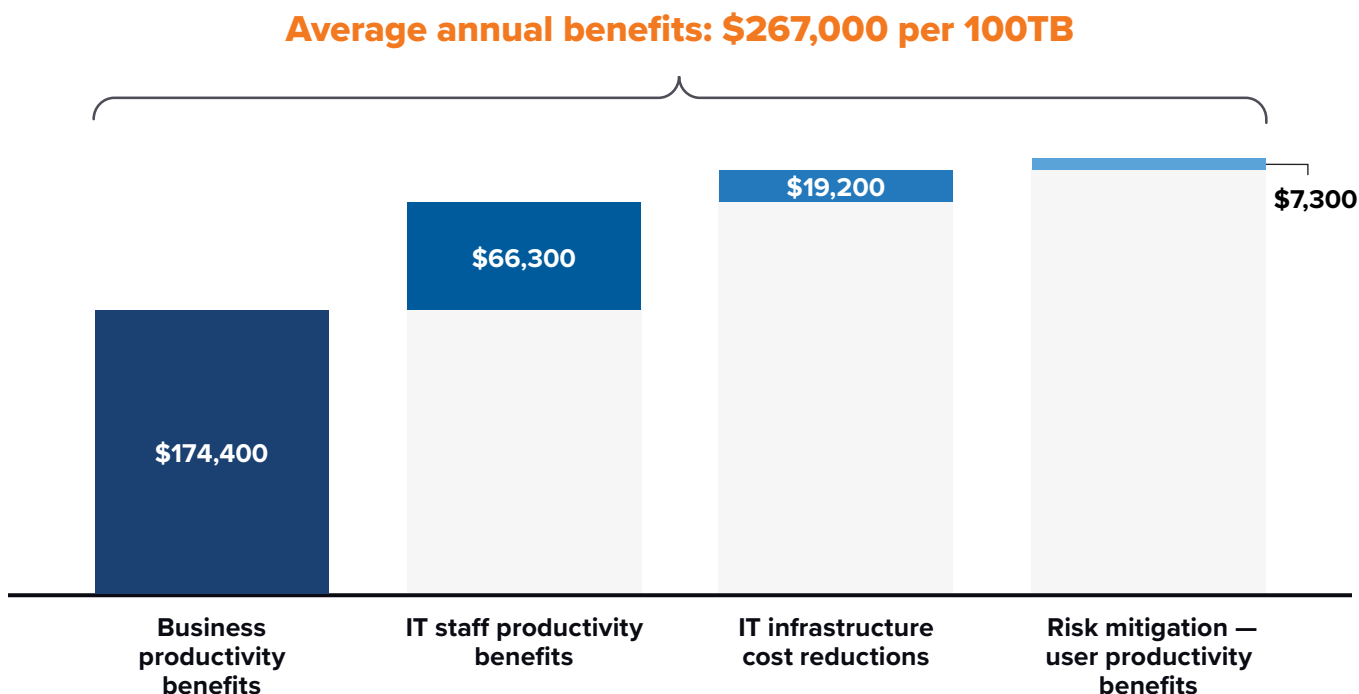 Average annual benefits: $267,000 per 100TB
$19,200
$7,300
$66,300
$174,400
Business
productivity
benefits
IT staff productivity
benefits
IT infrastructure
cost reductions
Risk mitigation —
user productivity
benefits